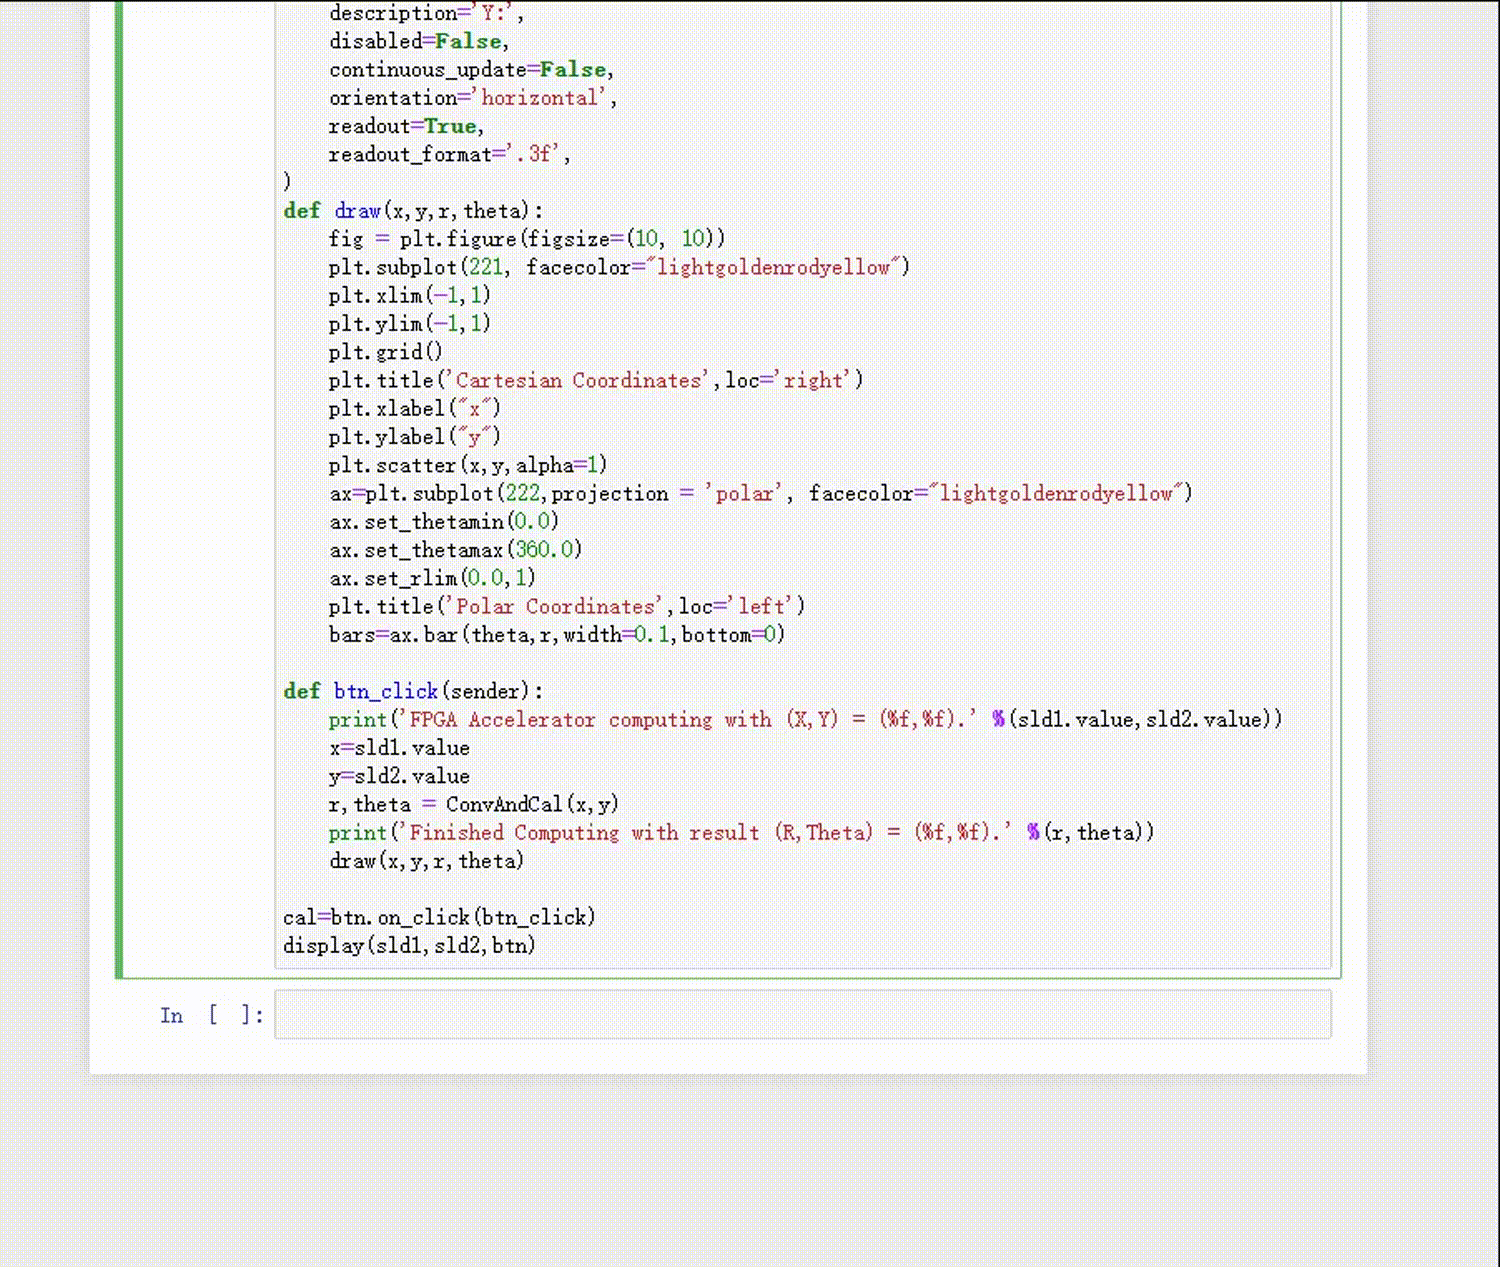 description='Y:',
    disabled=False,
    continuous_update=False,
    orientation='horizontal',
    readout=True,
    readout_format='.3f',
)
def draw(x,y,r,theta):
    fig = plt.figure(figsize=(10, 10))
    plt.subplot(221, facecolor="lightgoldenrodyellow")
    plt.xlim(-1,1)
    plt.ylim(-1,1)
    plt.grid()
    plt.title('Cartesian Coordinates',loc='right')
    plt.xlabel("x")
    plt.ylabel("y")
    plt.scatter(x,y,alpha=1)
    ax=plt.subplot(222,projection = 'polar', facecolor="lightgoldenrodyellow")
    ax.set_thetamin(0.0)
    ax.set_thetamax(360.0)
    ax.set_rlim(0.0,1)
    plt.title('Polar Coordinates',loc='left')
    bars=ax.bar(theta,r,width=0.1,bottom=0)

def btn_click(sender):
    print('FPGA Accelerator computing with (X,Y) = (%f,%f).' %(sld1.value,sld2.value))
    x=sld1.value
    y=sld2.value
    r,theta = ConvAndCal(x,y)
    print('Finished Computing with result (R,Theta) = (%f,%f).' %(r,theta))
    draw(x,y,r,theta)

cal=btn.on_click(btn_click)
display(sld1,sld2,btn)
In [ ]: